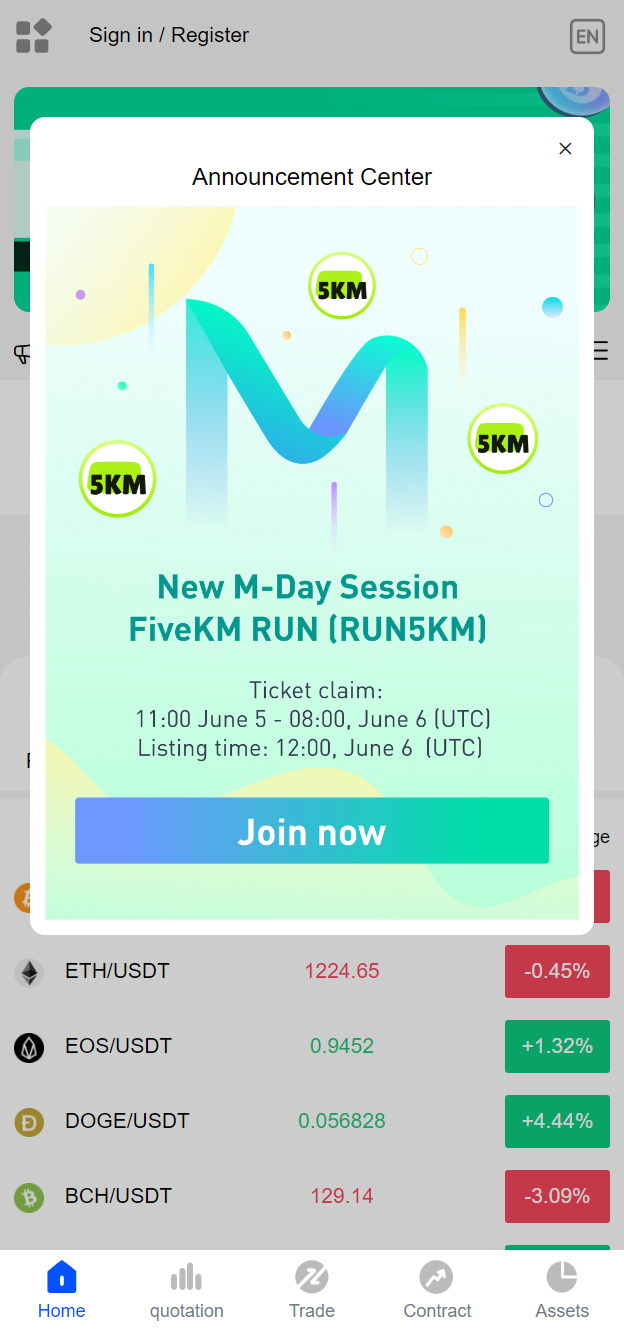 Sign in / Register
EN
Announcement Center
5KM
5KM
5KM
New M-Day Session
FiveKM RUN (RUN5KM)
Ticket claim:
11:00 June 5 - 08:00, June 6 (UTC)
Listing time: 12:00, June 6 (UTC)
Join now
ETH/USDT 1224.65 -0.45%
EOS/USDT 0.9452 +1.32%
DOGE/USDT 0.056828 +4.44%
BCH/USDT 129.14 -3.09%
Home quotation Trade Contract Assets